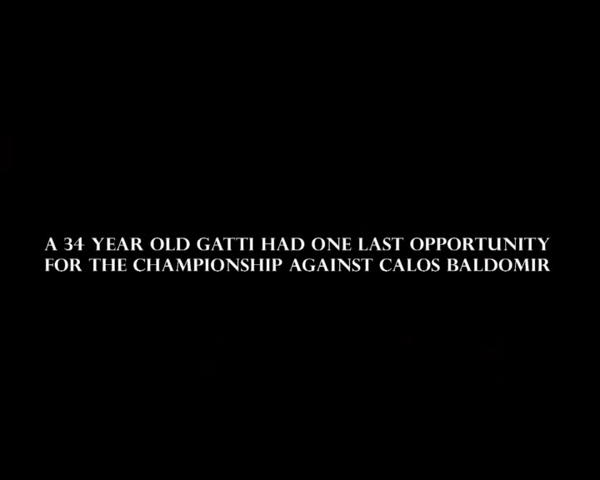 A 34 YEAR OLD GATTI HAD ONE LAST OPPORTUNITY
FOR THE CHAMPIONSHIP AGAINST CALOS BALDOMIR